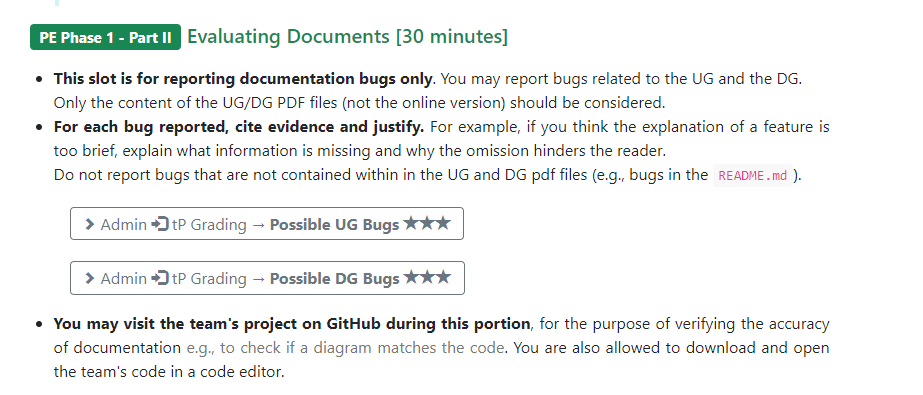 PE Phase 1 - Part II Evaluating Documents [30 minutes]
• This slot is for reporting documentation bugs only. You may report bugs related to the UG and the DG.
Only the content of the UG/DG PDF files (not the online version) should be considered.
• For each bug reported, cite evidence and justify. For example, if you think the explanation of a feature is
too brief, explain what information is missing and why the omission hinders the reader.
Do not report bugs that are not contained within in the UG and DG pdf files (e.g., bugs in the README.md ).
Admin tP Grading → Possible UG Bugs ★★★
Admin tP Grading → Possible DG Bugs ★★★
• You may visit the team's project on GitHub during this portion, for the purpose of verifying the accuracy
of documentation e.g., to check if a diagram matches the code. You are also allowed to download and open
the team's code in a code editor.